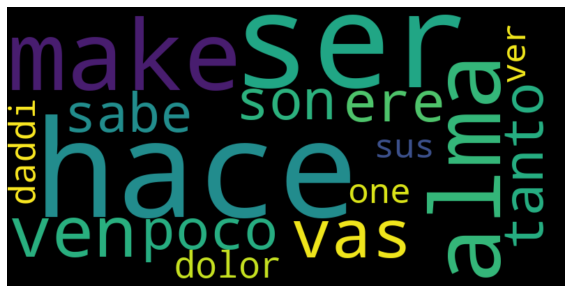 make
ser
ver
sabe
son
ere
alma
tanto
daddi
hace
sus
one
ven
poco
vas
dolor